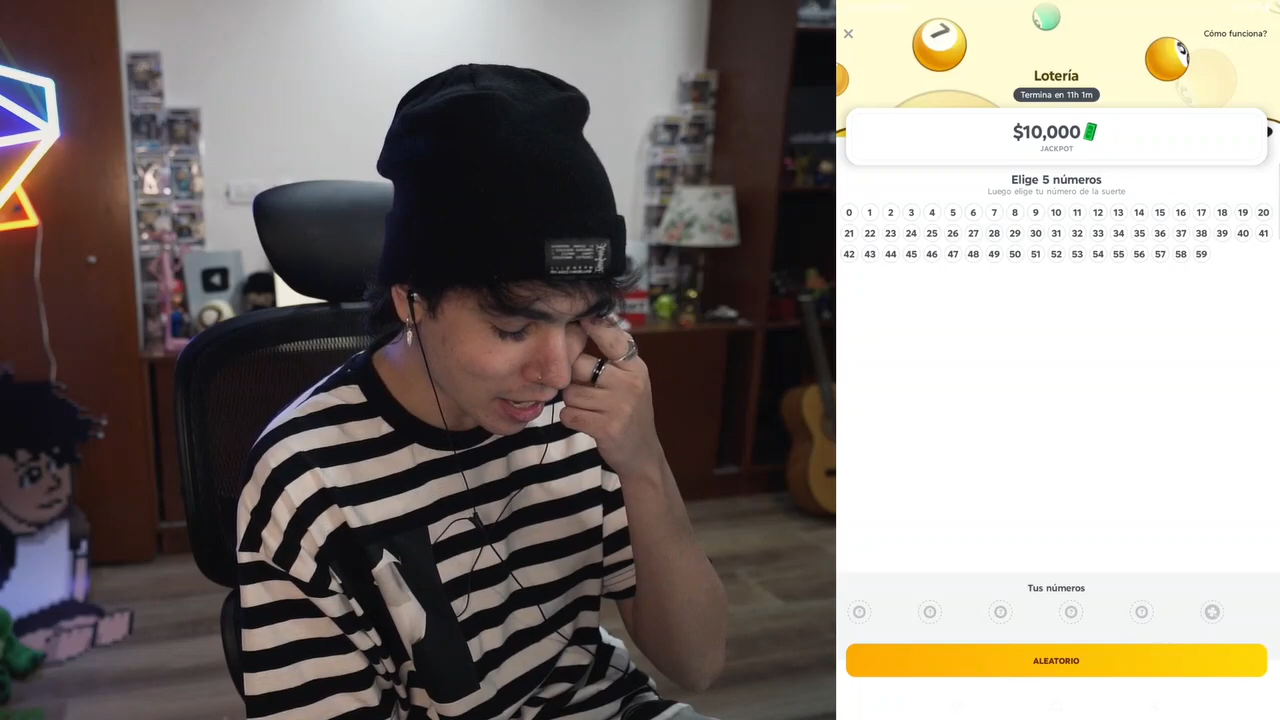 Cómo funciona?
Lotería
Termina en 11h 1m
$10,000
JACKPOT
Elige 5 números
Luego elige tu número de la suerte
0 1 2 3 4 5 6 7 8 9 10 11 12 13 14 15 16 17 18 19 20
21 22 23 24 25 26 27 28 29 30 31 32 33 34 35 36 37 38 39 40 41
42 43 44 45 46 47 48 49 50 51 52 53 54 55 56 57 58 59
Tus números
ALEATORIO